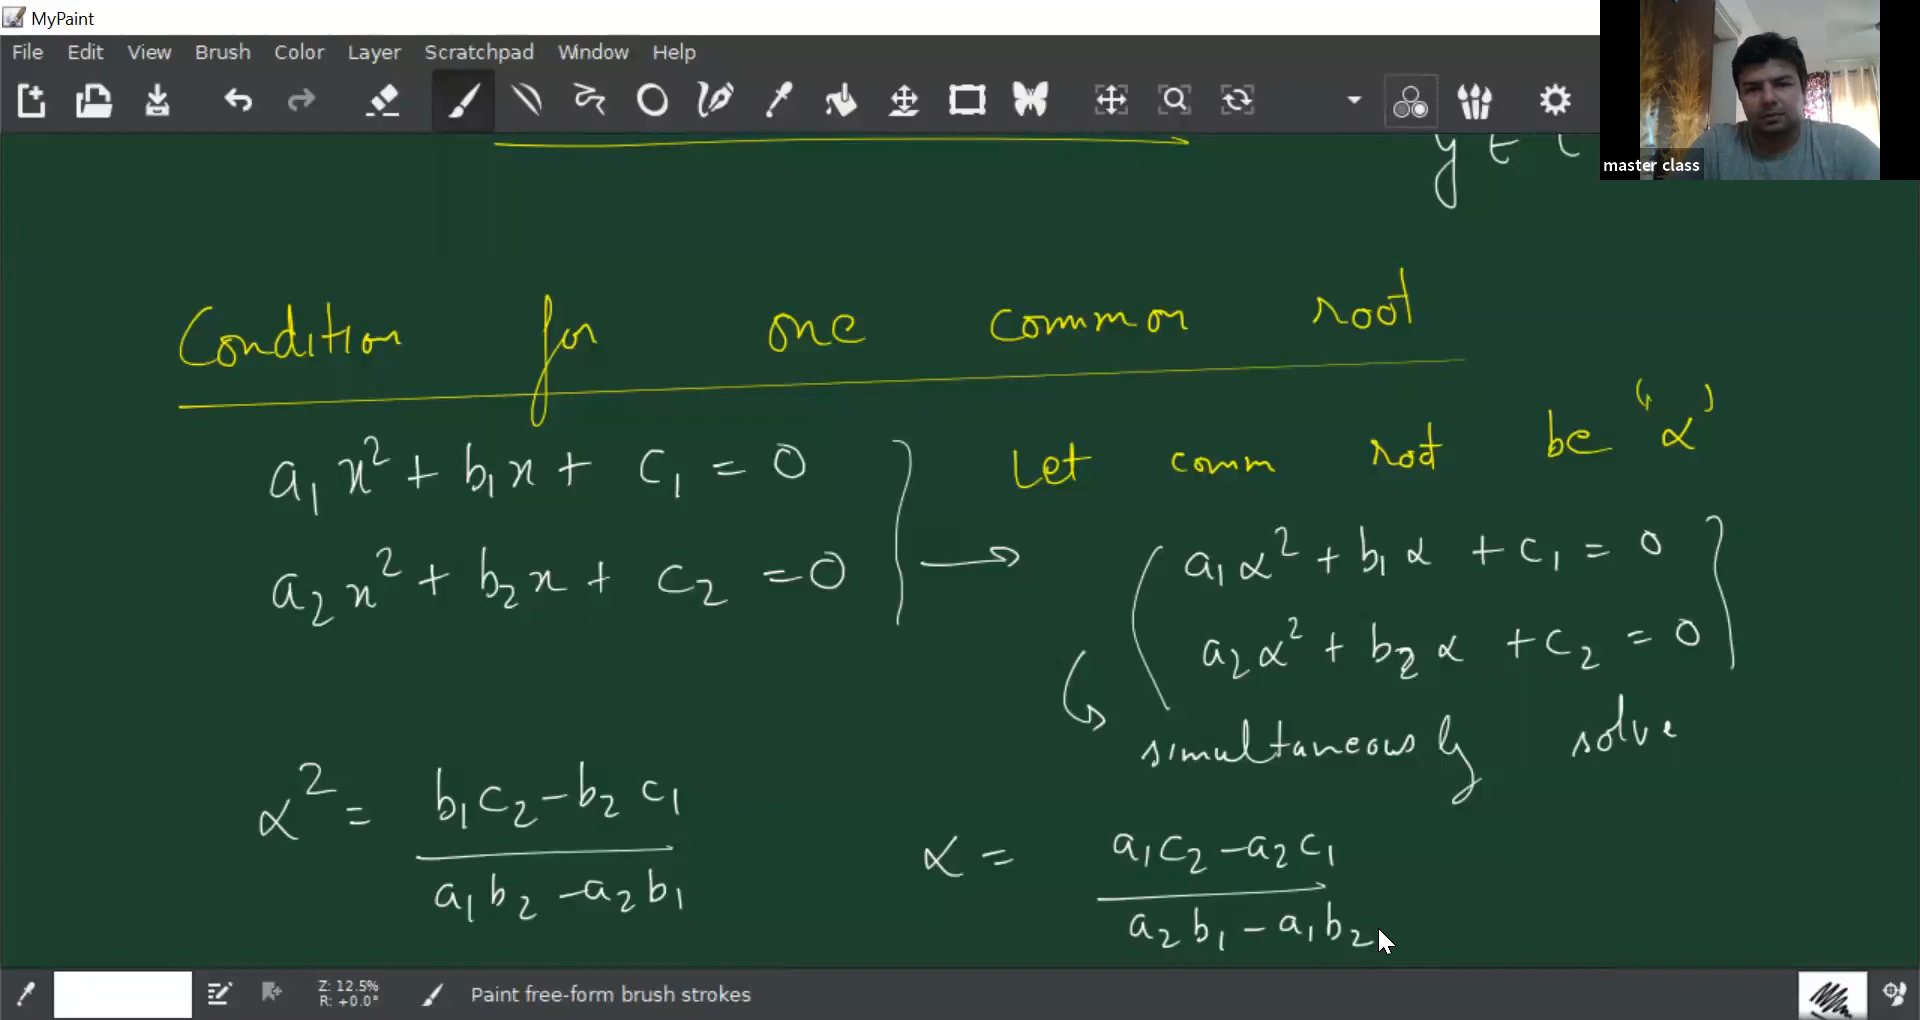 MyPaint
File Edit View Brush Color Layer Scratchpad Window Help
master class
y t
Condition for one common root
a₁x² + b₁x + c₁ = 0
Let comm root be 'α'
a₂x² + b₂x + c₂ = 0
a₁α² + b₁α + c₁ = 0
a₂α² + b₂α + c₂ = 0
simultaneously solve
α² = (b₁c₂ - b₂c₁) / (a₁b₂ - a₂b₁)
α = (a₁c₂ - a₂c₁) / (a₂b₁ - a₁b₂)
Z: 12.5%
R: +0.0°
Paint free-form brush strokes